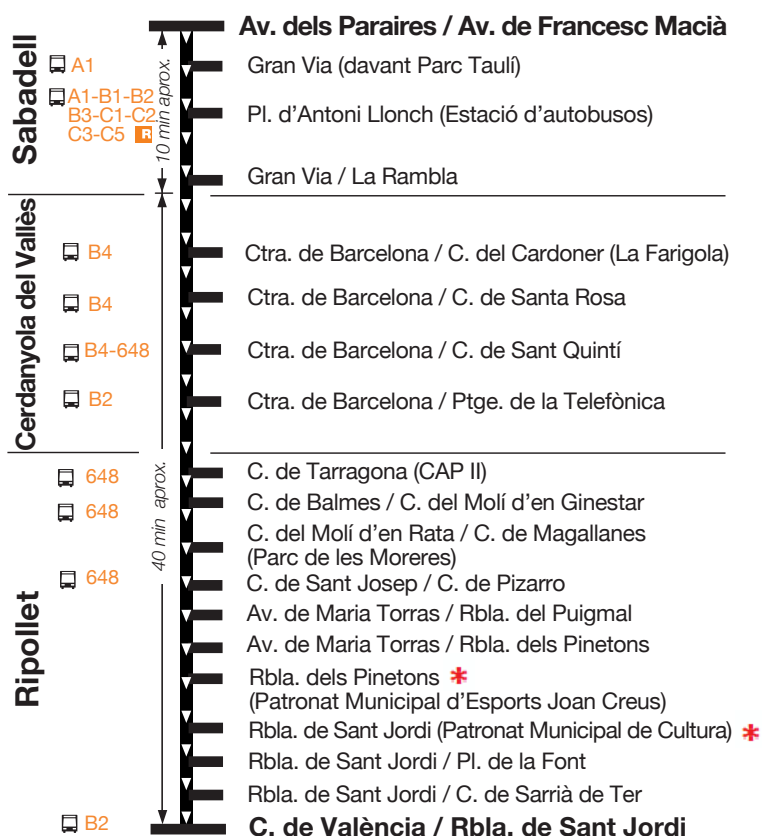 Av. dels Paraires / Av. de Francesc Macià
Sabadell
A1
Gran Via (davant Parc Taulí)
A1-B1-B2
B3-C1-C2
C3-C5 R
Pl. d'Antoni Llonch (Estació d'autobusos)
10 min aprox.
Gran Via / La Rambla
Cerdanyola del Vallès
B4
Ctra. de Barcelona / C. del Cardoner (La Farigola)
B4
Ctra. de Barcelona / C. de Santa Rosa
B4-648
Ctra. de Barcelona / C. de Sant Quintí
B2
Ctra. de Barcelona / Ptge. de la Telefònica
40 min aprox.
Ripollet
648
C. de Tarragona (CAP II)
648
C. de Balmes / C. del Molí d'en Ginestar
C. del Molí d'en Rata / C. de Magallanes
(Parc de les Moreres)
648
C. de Sant Josep / C. de Pizarro
Av. de Maria Torras / Rbla. del Puigmal
Av. de Maria Torras / Rbla. dels Pinetons
Rbla. dels Pinetons *
(Patronat Municipal d'Esports Joan Creus)
Rbla. de Sant Jordi (Patronat Municipal de Cultura) *
Rbla. de Sant Jordi / Pl. de la Font
Rbla. de Sant Jordi / C. de Sarrià de Ter
B2
C. de València / Rbla. de Sant Jordi